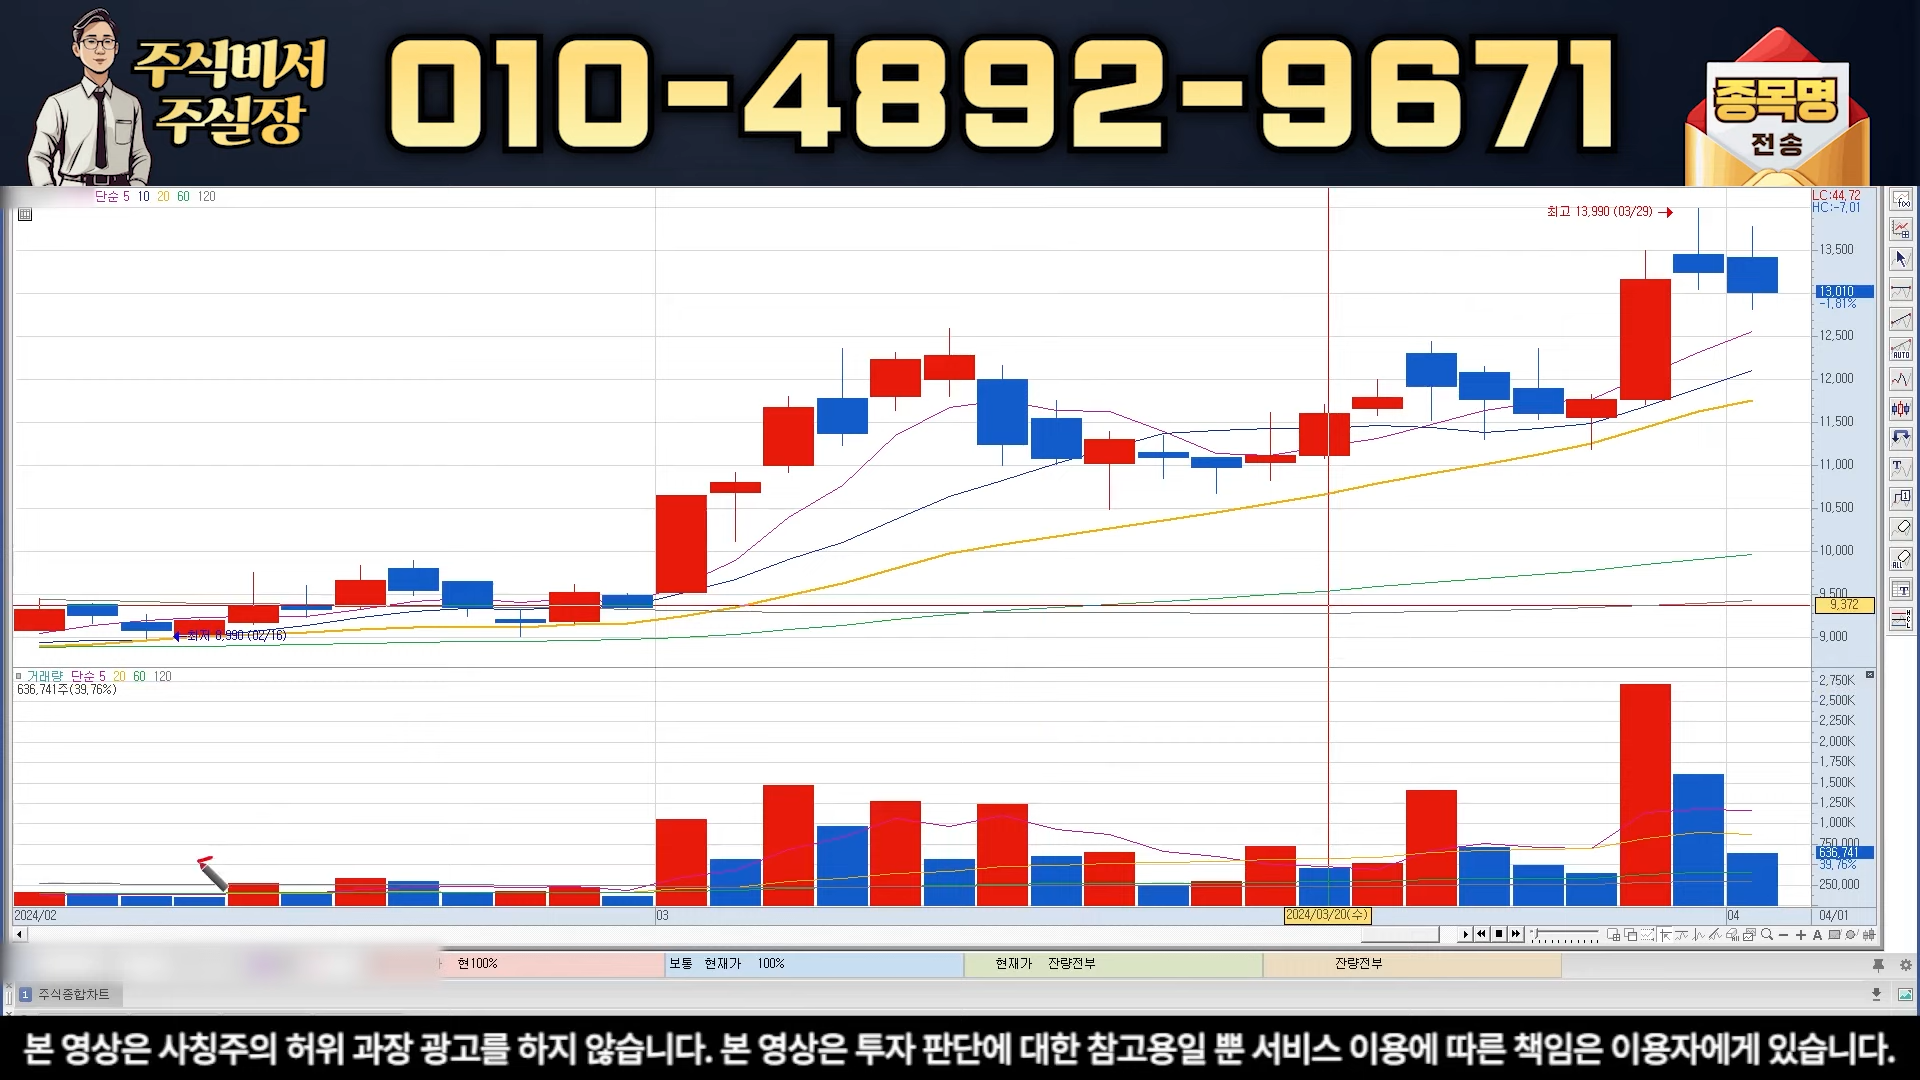 주식비서
주실장
010-4892-9671
종목명
전송
단순 5 10 20 60 120
LC:44,72
HC:-7,01
최고 13,990 (03/29)
13,500
13,010
-1,81%
12,500
12,000
11,500
11,000
10,500
10,000
9,500
9,372
9,000
최저 8,990 (02/16)
거래량 단순 5 20 60 120
636,741주(39,76%)
2,750K
2,500K
2,250K
2,000K
1,750K
1,500K
1,250K
1,000K
750,000
636,741
39,76%
250,000
2024/02 03 2024/03/20(수) 04 04/01
현100% 보통 현재가 100% 현재가 잔량전부 잔량전부
1 주식종합차트
본 영상은 사칭주의 허위 과장 광고를 하지 않습니다. 본 영상은 투자 판단에 대한 참고용일 뿐 서비스 이용에 따른 책임은 이용자에게 있습니다.